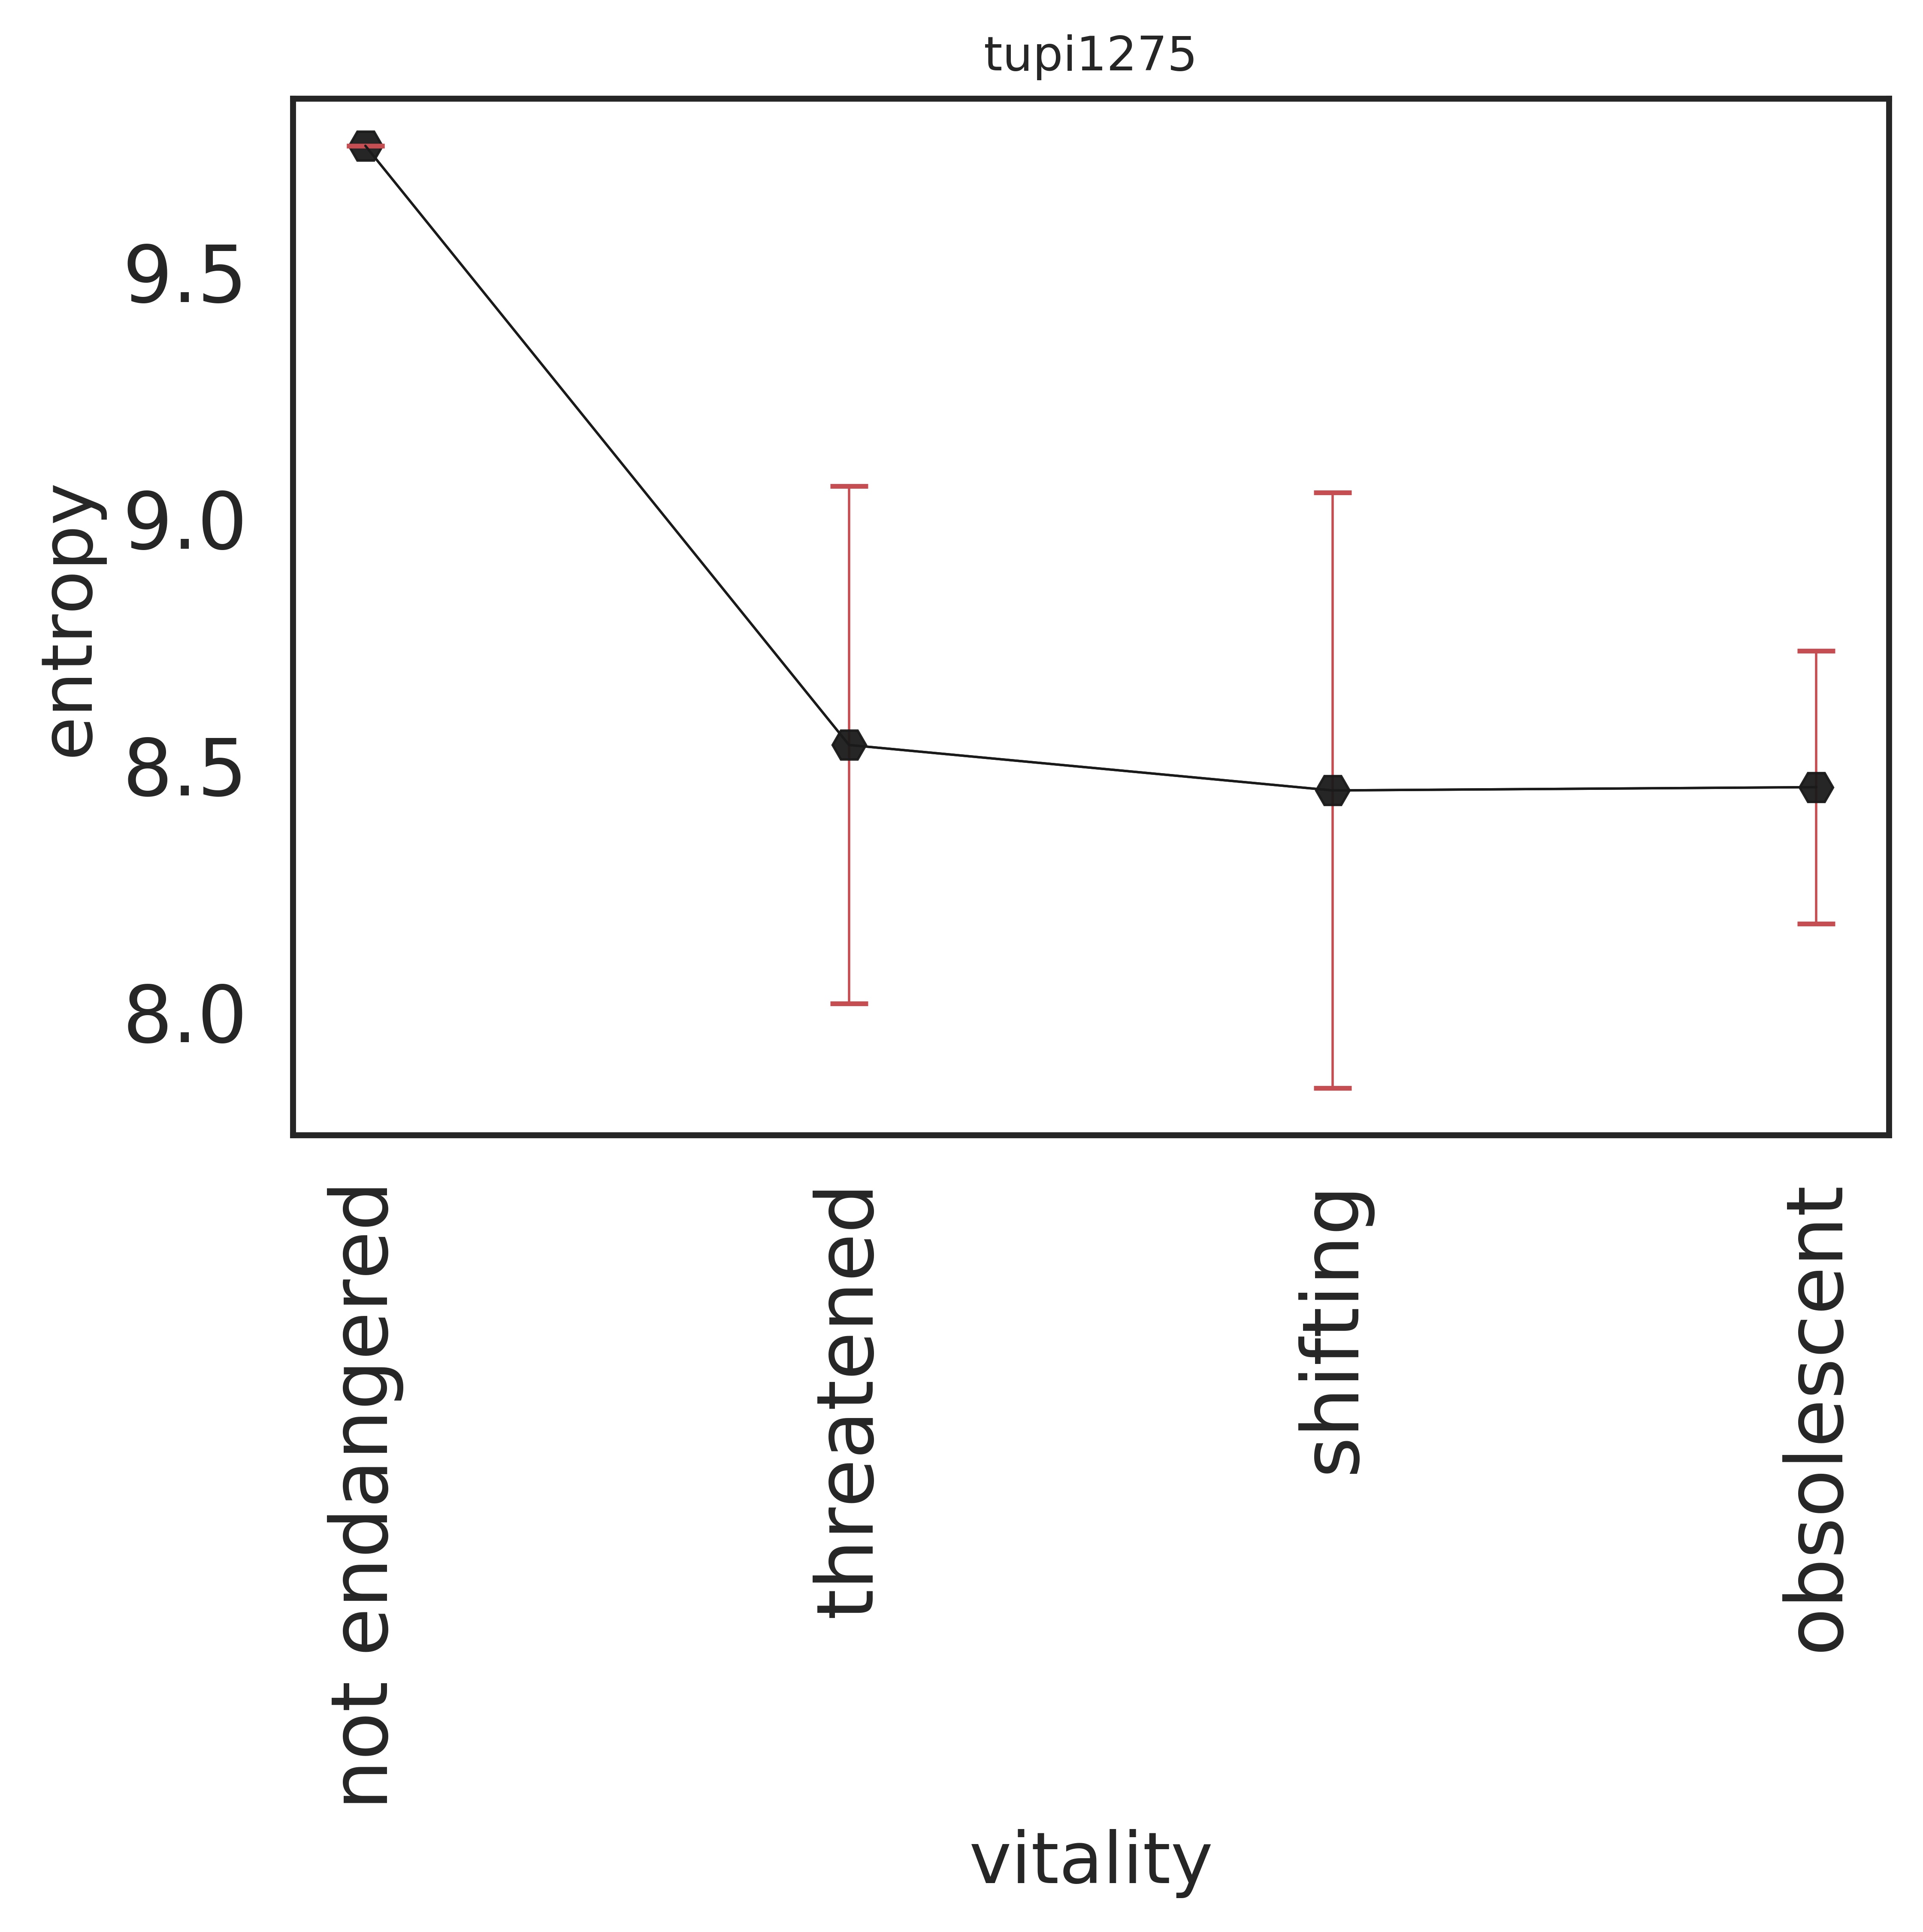 tupi1275
9.5
9.0
8.5
8.0
entropy
not endangered
threatened
shifting
obsolescent
vitality